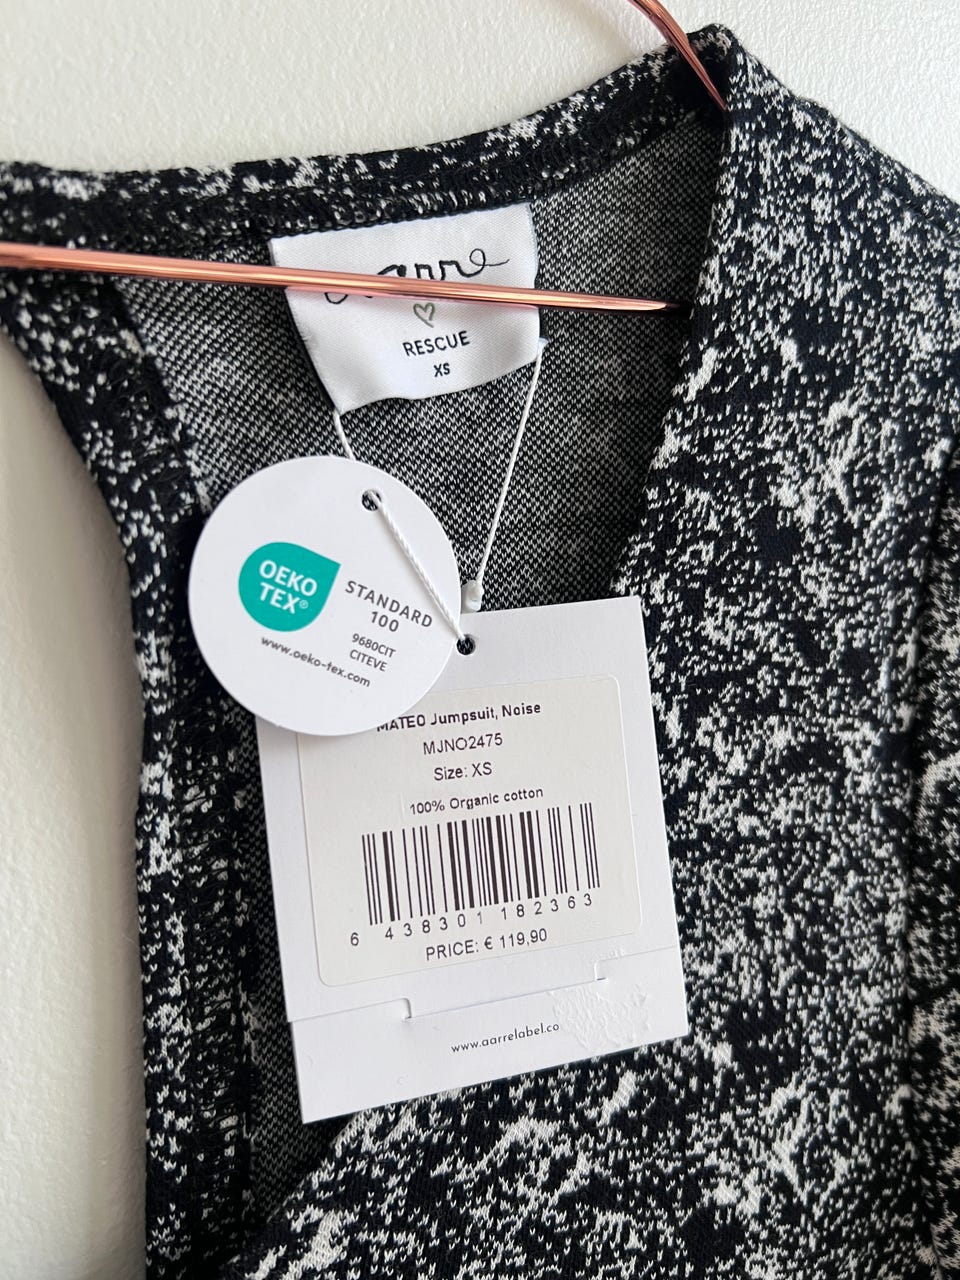 aarre
RESCUE
XS
OEKO
TEX®
STANDARD
100
9680CIT
CITEVE
www.oeko-tex.com
MATEO Jumpsuit, Noise
MJNO2475
Size: XS
100% Organic cotton
6 438301 182363
PRICE: € 119,90
www.aarrelabel.co